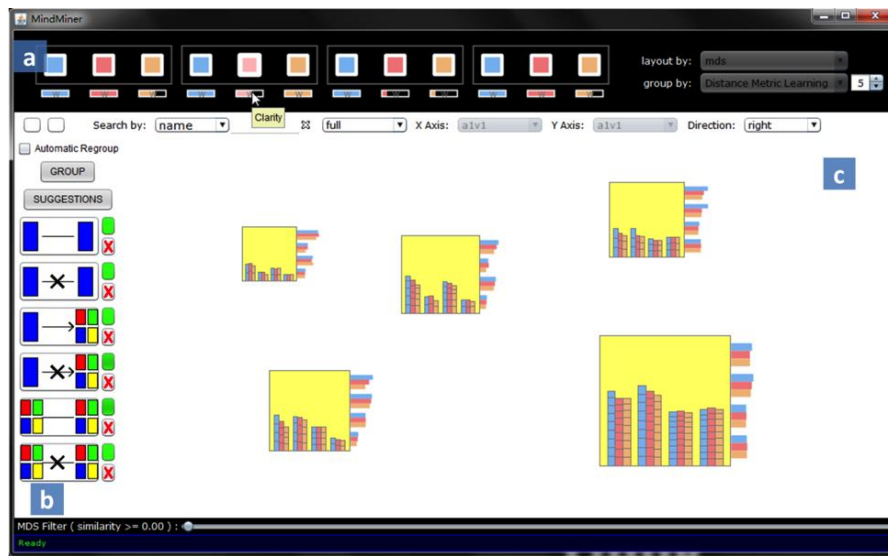 MindMiner
a
layout by: mds
W W W W W W W W W W
group by: Distance Metric Learning 5
Clarity
Search by: name full X Axis: a1v1 Y Axis: a1v1 Direction: right
Automatic Regroup
c
GROUP
SUGGESTIONS
X
X
X
X
X
X
b
MDS Filter ( similarity >= 0.00 ) :
Ready